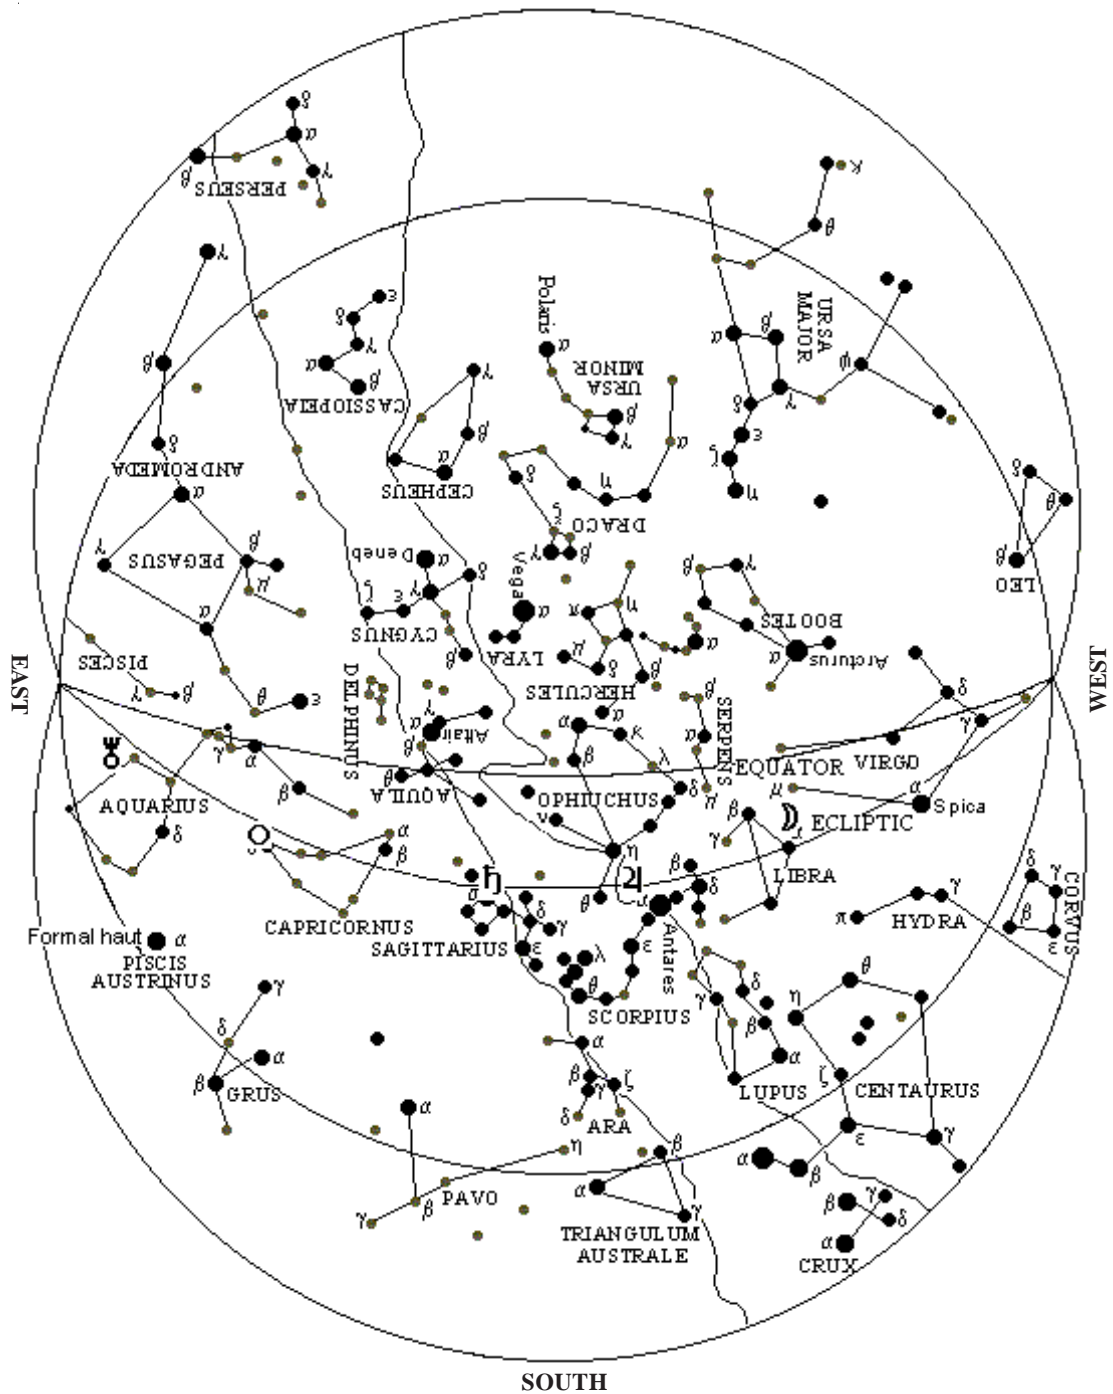 PERSEUS
β
α
δ
γ
κ
θ
γ
β
δ
ANDROMEDA
α
ε
δ
γ
α
β
CASSIOPEIA
γ
β
α
CEPHEUS
Polaris
α
URSA
MINOR
β
γ
URSA
MAJOR
α
β
γ
δ
ε
ζ
η
ψ
α
η
δ
DRACO
ζ
γ
β
δ
θ
β
LEO
γ
PEGASUS
β
μ
α
θ
ε
Deneb
α
γ
δ
ε
ζ
CYGNUS
β
Vega
α
LYRA
π
η
μ
δ
β
HERCULES
α
α
β
γ
BOOTES
α
Arcturus
EAST
WEST
PISCES
γ
β
DELPHINUS
α
Altair
β
AQUILA
α
κ
β
λ
δ
OPHIUCHUS
ν
η
θ
β
α
SERPENS
μ
EQUATOR
VIRGO
δ
γ
α
Spica
μ
ECLIPTIC
β
γ
LIBRA
γ
α
AQUARIUS
β
δ
α
β
CAPRICORNUS
σ
δ
γ
SAGITTARIUS
ε
β
δ
Antares
ε
λ
θ
SCORPIUS
π
γ
HYDRA
δ
γ
β
ε
CORVUS
Formal haut
α
PISCIS
AUSTRINUS
γ
δ
α
β
GRUS
δ
γ
β
α
LUPUS
θ
η
ζ
CENTAURUS
ε
γ
α
β
α
β
γ
ζ
δ
ARA
α
η
PAVO
γ
β
β
α
γ
TRIANGULUM
AUSTRALE
γ
β
δ
α
CRUX
SOUTH